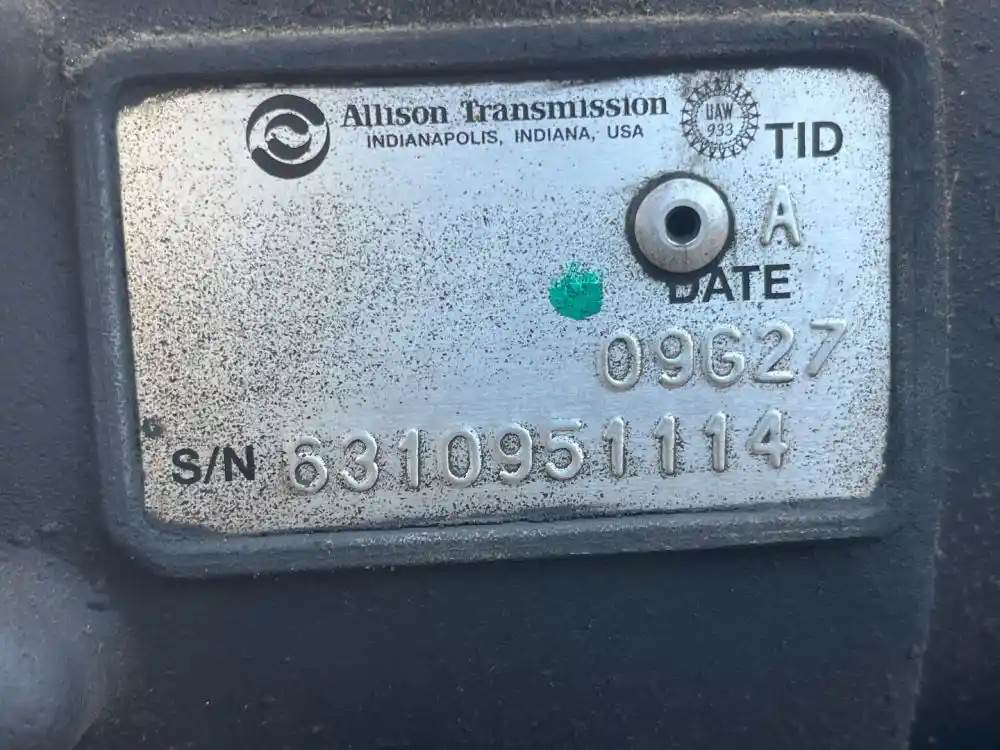 Allison Transmission
INDIANAPOLIS, INDIANA, USA
UAW
933
TID
A
DATE
09G27
S/N 6310951114